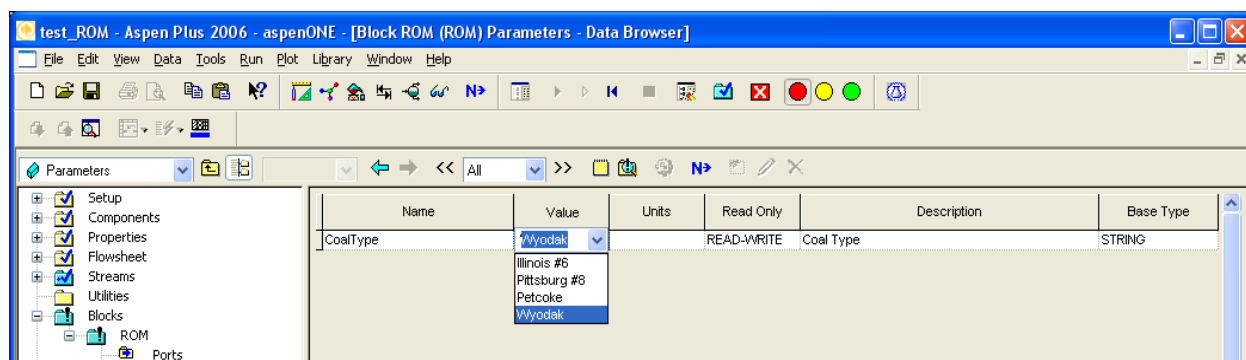 test_ROM - Aspen Plus 2006 - aspenONE - [Block ROM (ROM) Parameters - Data Browser]
File Edit View Data Tools Run Plot Library Window Help
N
Parameters << All >> N
Setup
Components
Properties
Flowsheet
Streams
Utilities
Blocks
ROM
Ports
Name Value Units Read Only Description Base Type
CoalType Wyodak READ-WRITE Coal Type STRING
Illinois #6
Pittsburg #8
Petcoke
Wyodak